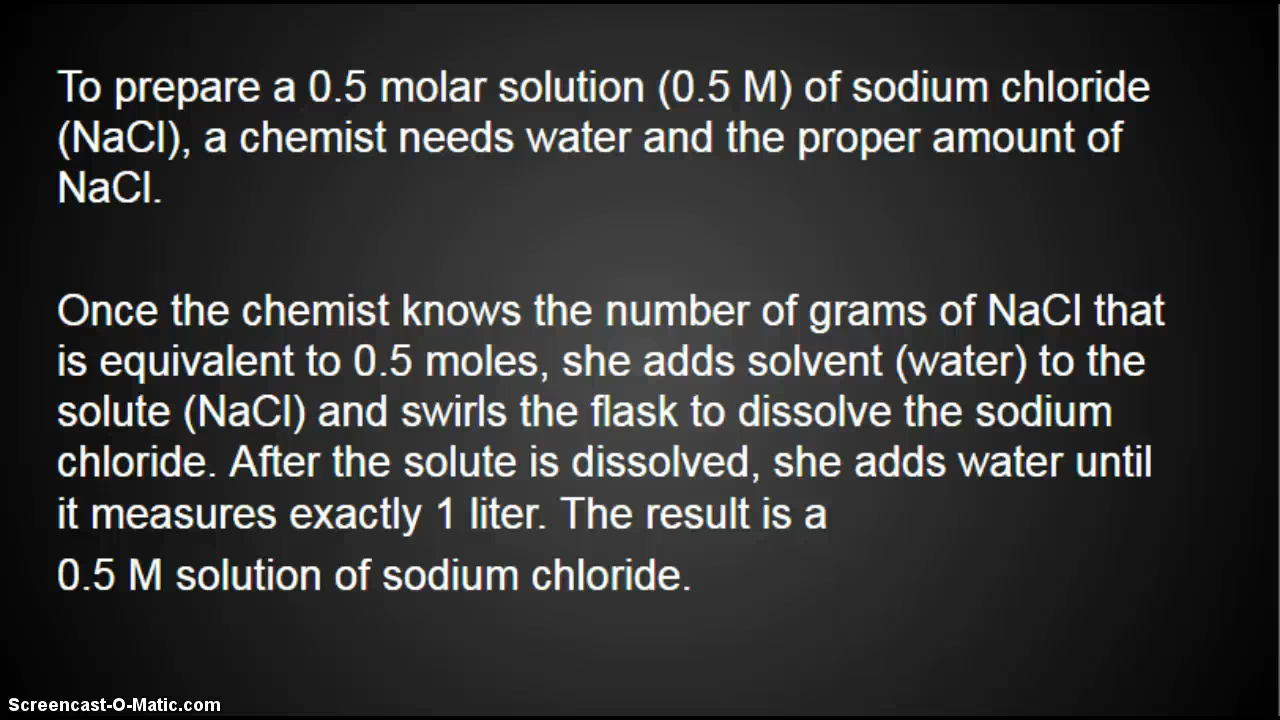 To prepare a 0.5 molar solution (0.5 M) of sodium chloride
(NaCl), a chemist needs water and the proper amount of
NaCl.
Once the chemist knows the number of grams of NaCl that
is equivalent to 0.5 moles, she adds solvent (water) to the
solute (NaCl) and swirls the flask to dissolve the sodium
chloride. After the solute is dissolved, she adds water until
it measures exactly 1 liter. The result is a
0.5 M solution of sodium chloride.
Screencast-O-Matic.com